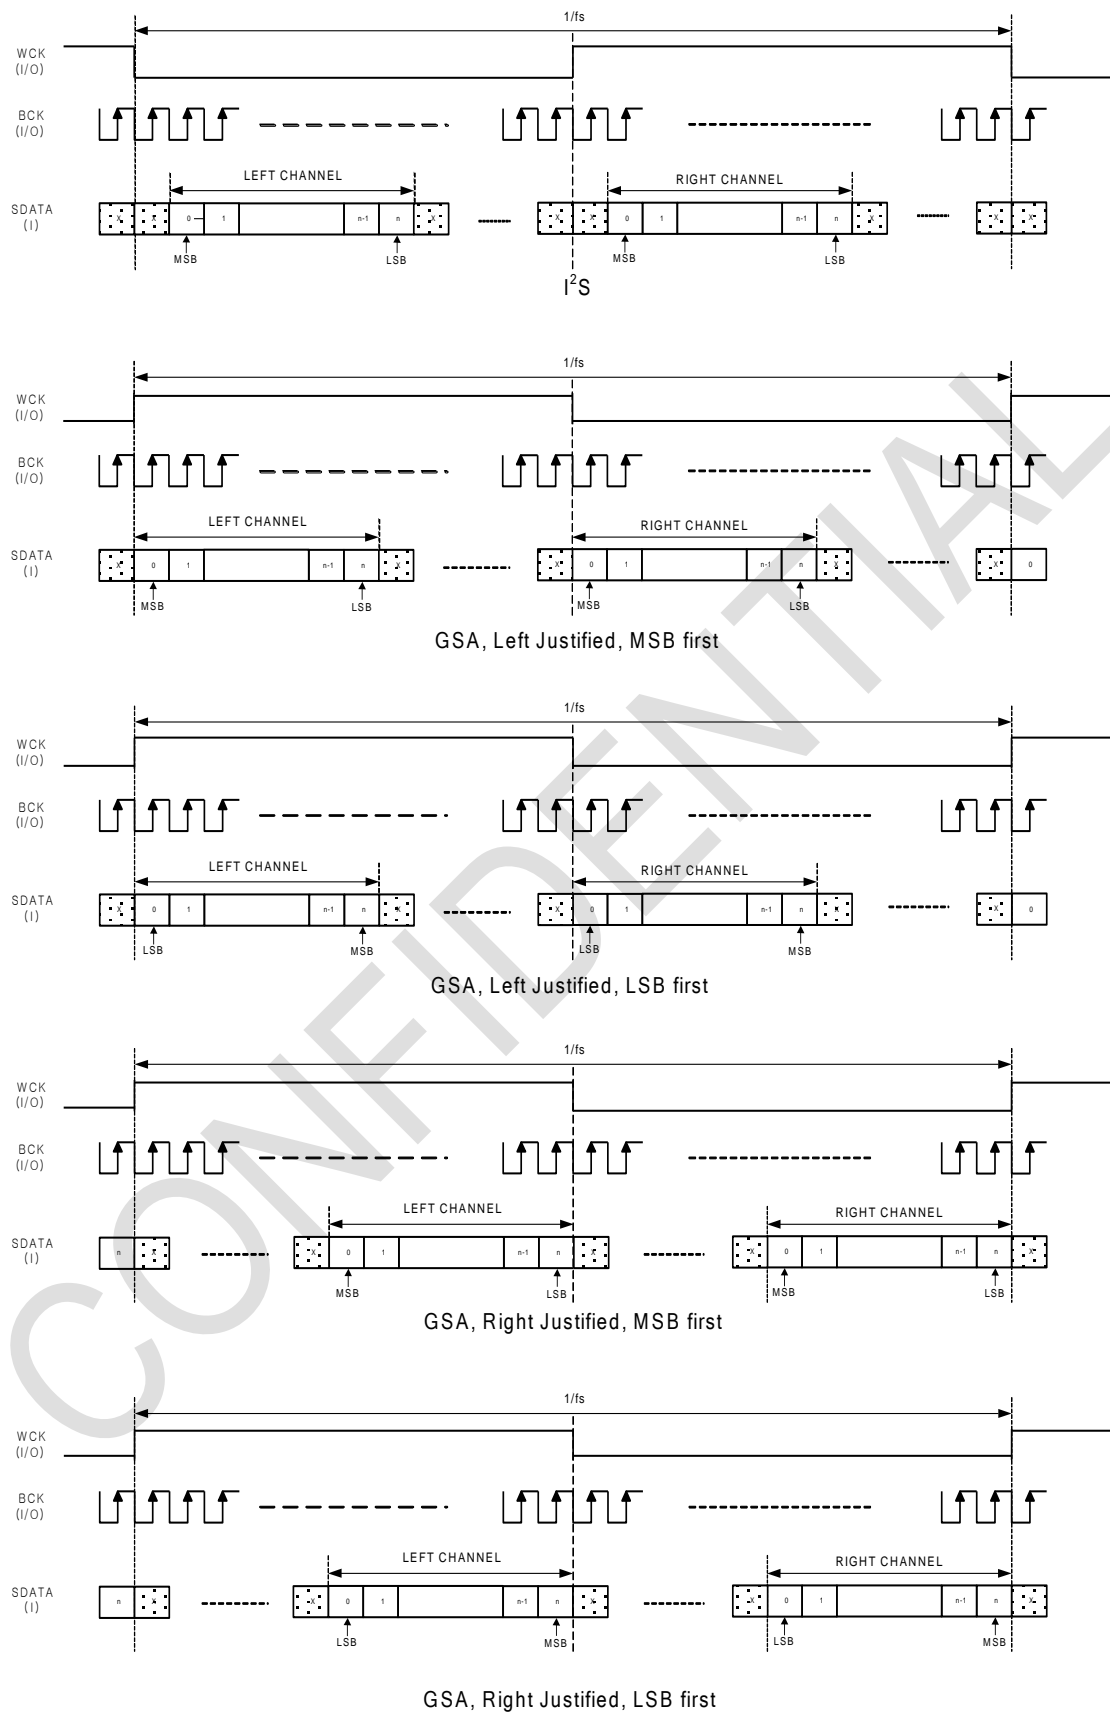 1/fs
WCK
(I/O)
BCK
(I/O)
LEFT CHANNEL RIGHT CHANNEL
SDATA
(I)
X X 0 1 n-1 n X X X 0 1 n-1 n X X X
MSB LSB MSB LSB
I²S
1/fs
WCK
(I/O)
BCK
(I/O)
LEFT CHANNEL RIGHT CHANNEL
SDATA
(I)
X 0 1 n-1 n X X 0 1 n-1 n X X 0
MSB LSB MSB LSB
GSA, Left Justified, MSB first
1/fs
WCK
(I/O)
BCK
(I/O)
LEFT CHANNEL RIGHT CHANNEL
SDATA
(I)
X 0 1 n-1 n X X 0 1 n-1 n X X 0
LSB MSB LSB MSB
GSA, Left Justified, LSB first
1/fs
WCK
(I/O)
BCK
(I/O)
LEFT CHANNEL RIGHT CHANNEL
SDATA
(I)
n X X 0 1 n-1 n X X 0 1 n-1 n X
MSB LSB MSB LSB
GSA, Right Justified, MSB first
1/fs
WCK
(I/O)
BCK
(I/O)
LEFT CHANNEL RIGHT CHANNEL
SDATA
(I)
n X X 0 1 n-1 n X X 0 1 n-1 n X
LSB MSB LSB MSB
GSA, Right Justified, LSB first
CONFIDENTIAL